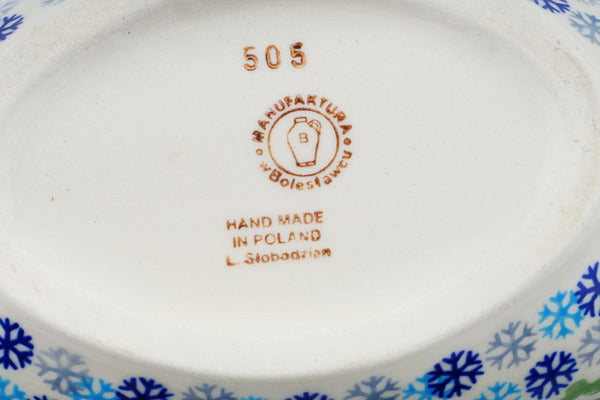 505
MANUFAKTURA
w Bolesławcu
B
HAND MADE
IN POLAND
L. Słobodzian